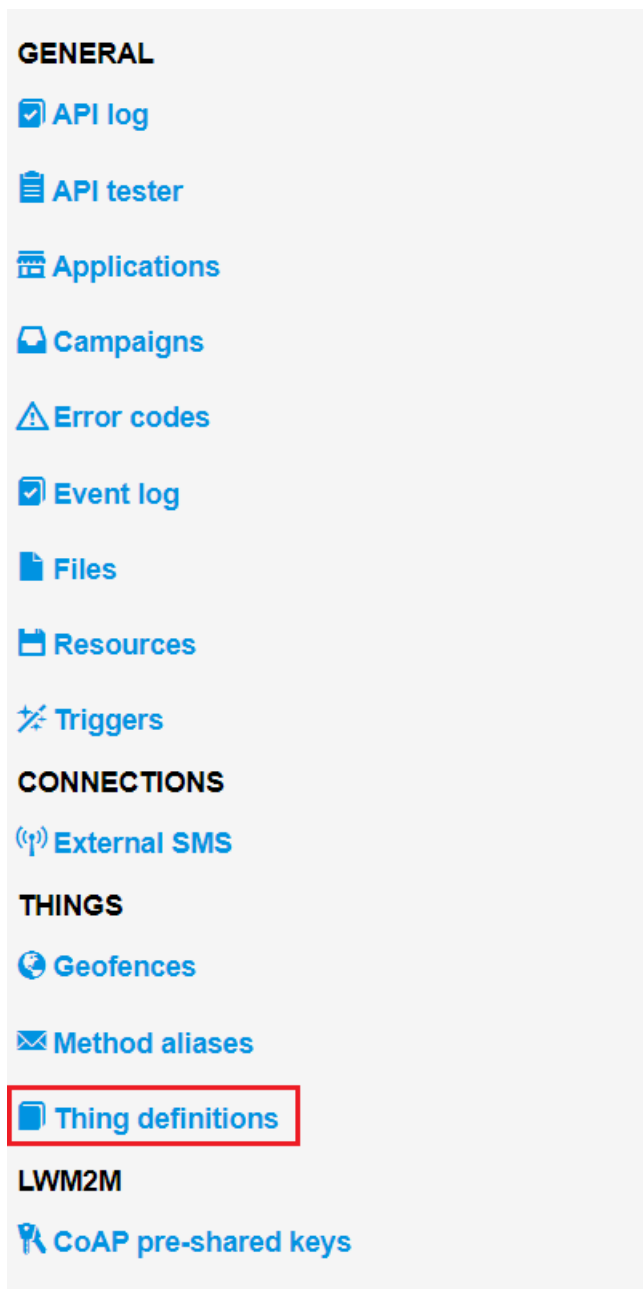 GENERAL
API log
API tester
Applications
Campaigns
Error codes
Event log
Files
Resources
Triggers
CONNECTIONS
External SMS
THINGS
Geofences
Method aliases
Thing definitions
LWM2M
CoAP pre-shared keys